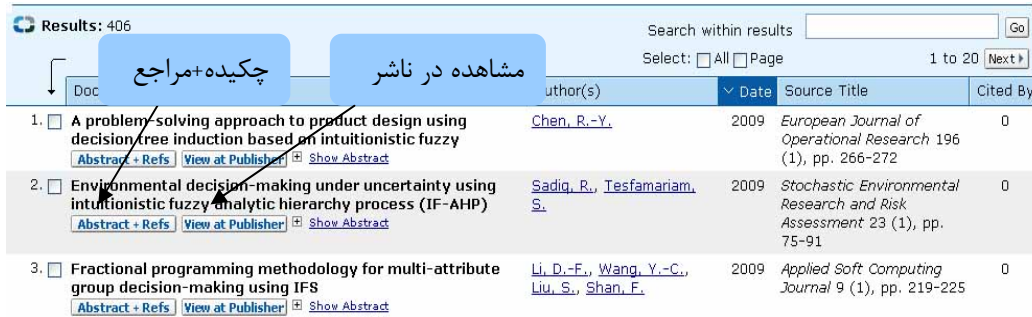 Results: 406
Search within results
Go
Select: All Page
1 to 20 Next
چکیده+مراجع
مشاهده در ناشر
Date Source Title Cited By
1. A problem-solving approach to product design using
decision tree induction based on intuitionistic fuzzy
Abstract + Refs View at Publisher Show Abstract
Chen, R.-Y.
2009
European Journal of
Operational Research 196
(1), pp. 266-272
0
2. Environmental decision-making under uncertainty using
intuitionistic fuzzy analytic hierarchy process (IF-AHP)
Abstract + Refs View at Publisher Show Abstract
Sadiq, R., Tesfamariam,
S.
2009
Stochastic Environmental
Research and Risk
Assessment 23 (1), pp.
75-91
0
3. Fractional programming methodology for multi-attribute
group decision-making using IFS
Abstract + Refs View at Publisher Show Abstract
Li, D.-F., Wang, Y.-C.,
Liu, S., Shan, F.
2009
Applied Soft Computing
Journal 9 (1), pp. 219-225
0